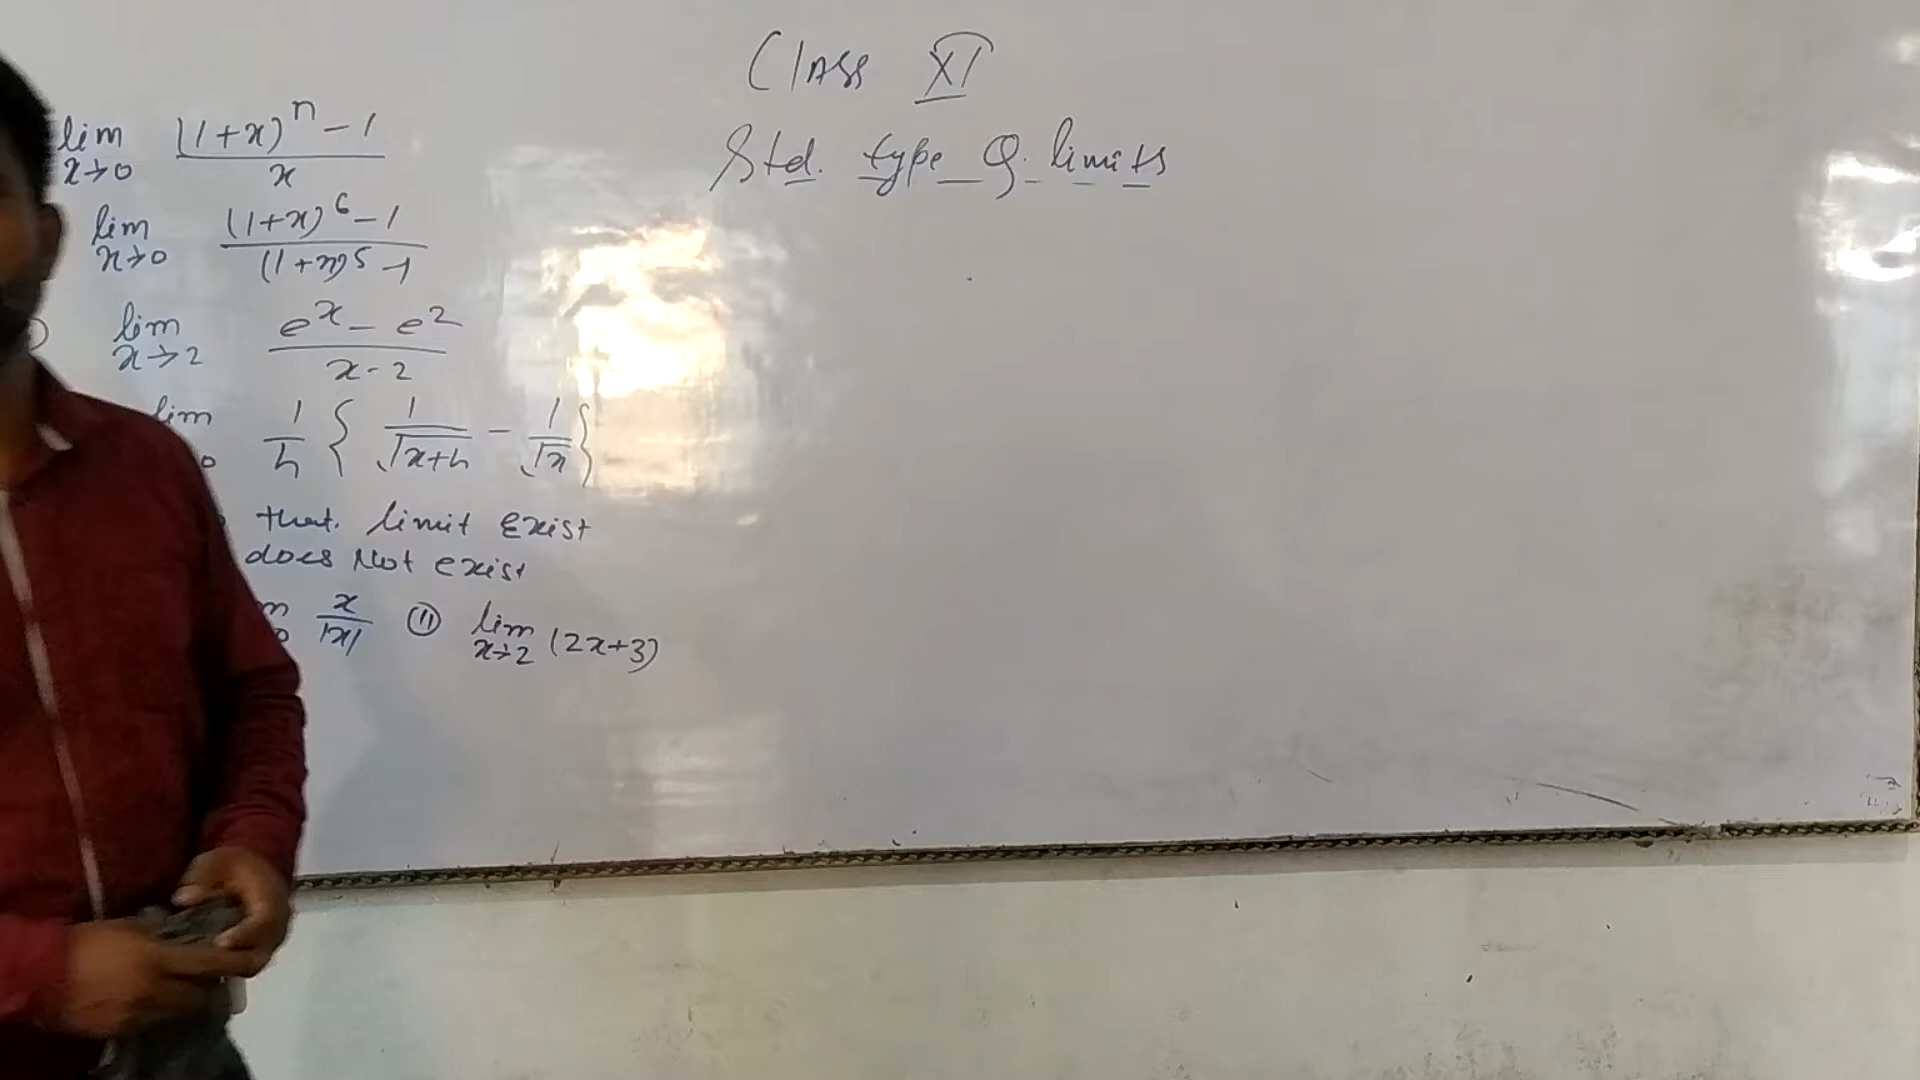 Class XI
Std. type Q. limits
lim x→0 ((1+x)^n - 1)/x
lim x→0 ((1+x)^6 - 1)/((1+x)^5 - 1)
lim x→2 (e^x - e^2)/(x-2)
lim 1/h { 1/√(x+h) - 1/√x }
that. limit Exist
does Not exist
x/|x| (ii) lim x→2 (2x+3)